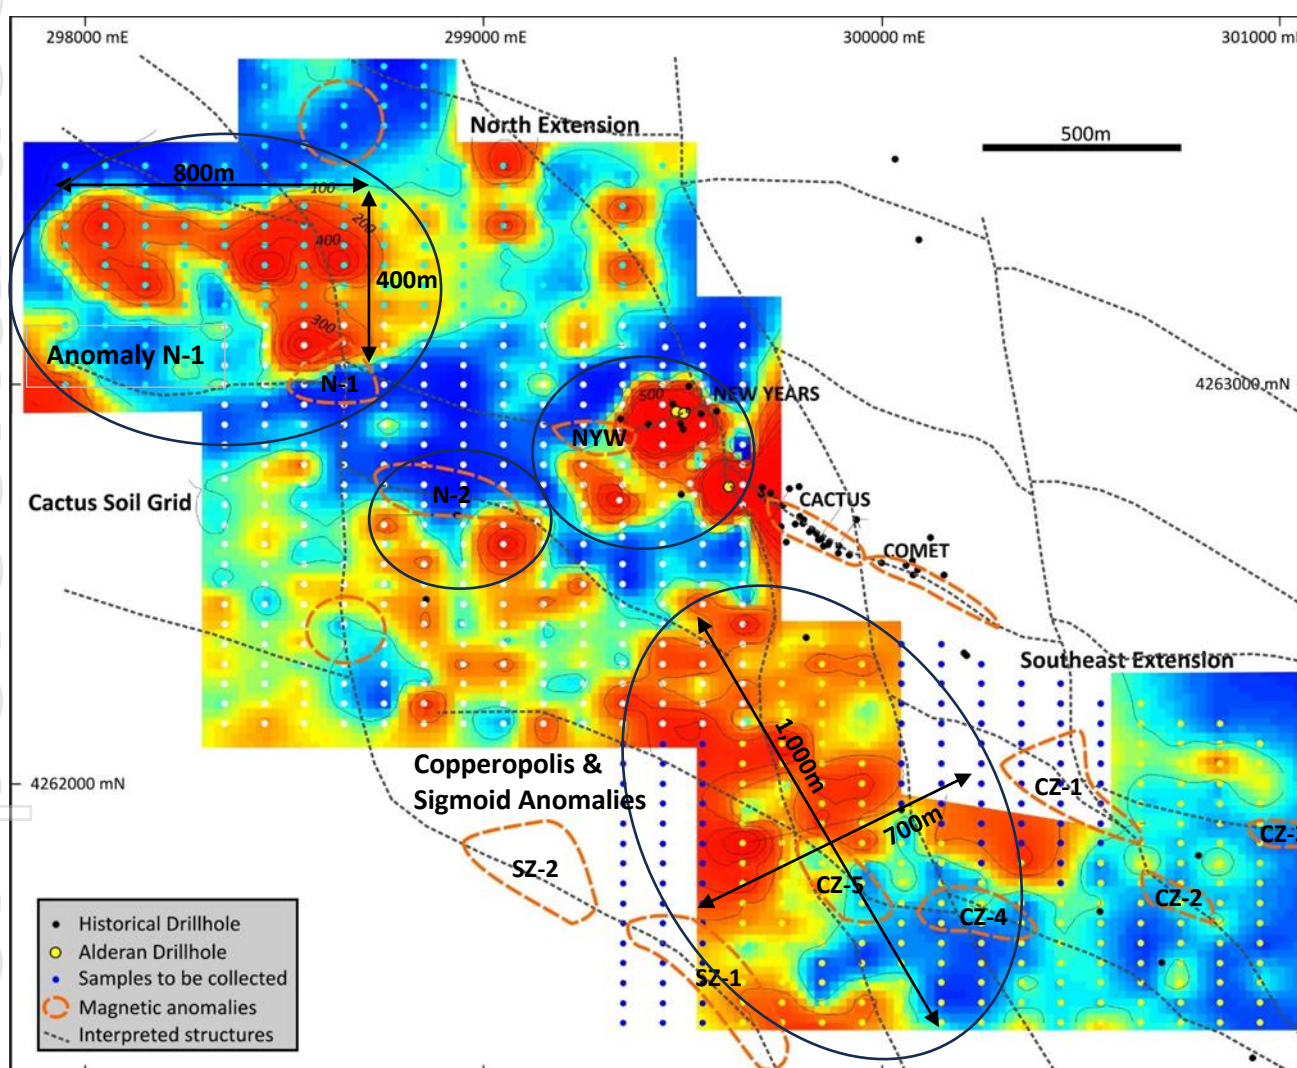 298000 mE
299000 mE
300000 mE
301000 m
North Extension
500m
800m
100
200
400
400m
300
Anomaly N-1
N-1
4263000 mN
500
NEW YEARS
NYW
N-2
Cactus Soil Grid
CACTUS
COMET
Southeast Extension
1,000m
Copperopolis &
Sigmoid Anomalies
4262000 mN
CZ-1
700m
CZ-
SZ-2
CZ-5
CZ-2
CZ-4
SZ-1
Historical Drillhole
Alderan Drillhole
Samples to be collected
Magnetic anomalies
Interpreted structures